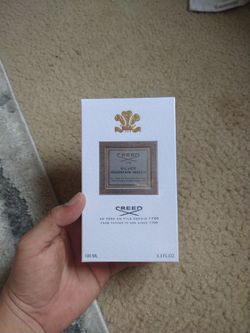 CREED
SILVER
MOUNTAIN WATER
CREED
DE PÈRE EN FILS DEPUIS 1760
FROM FATHER TO SON SINCE 1760
100 ML
3.3 FL.OZ